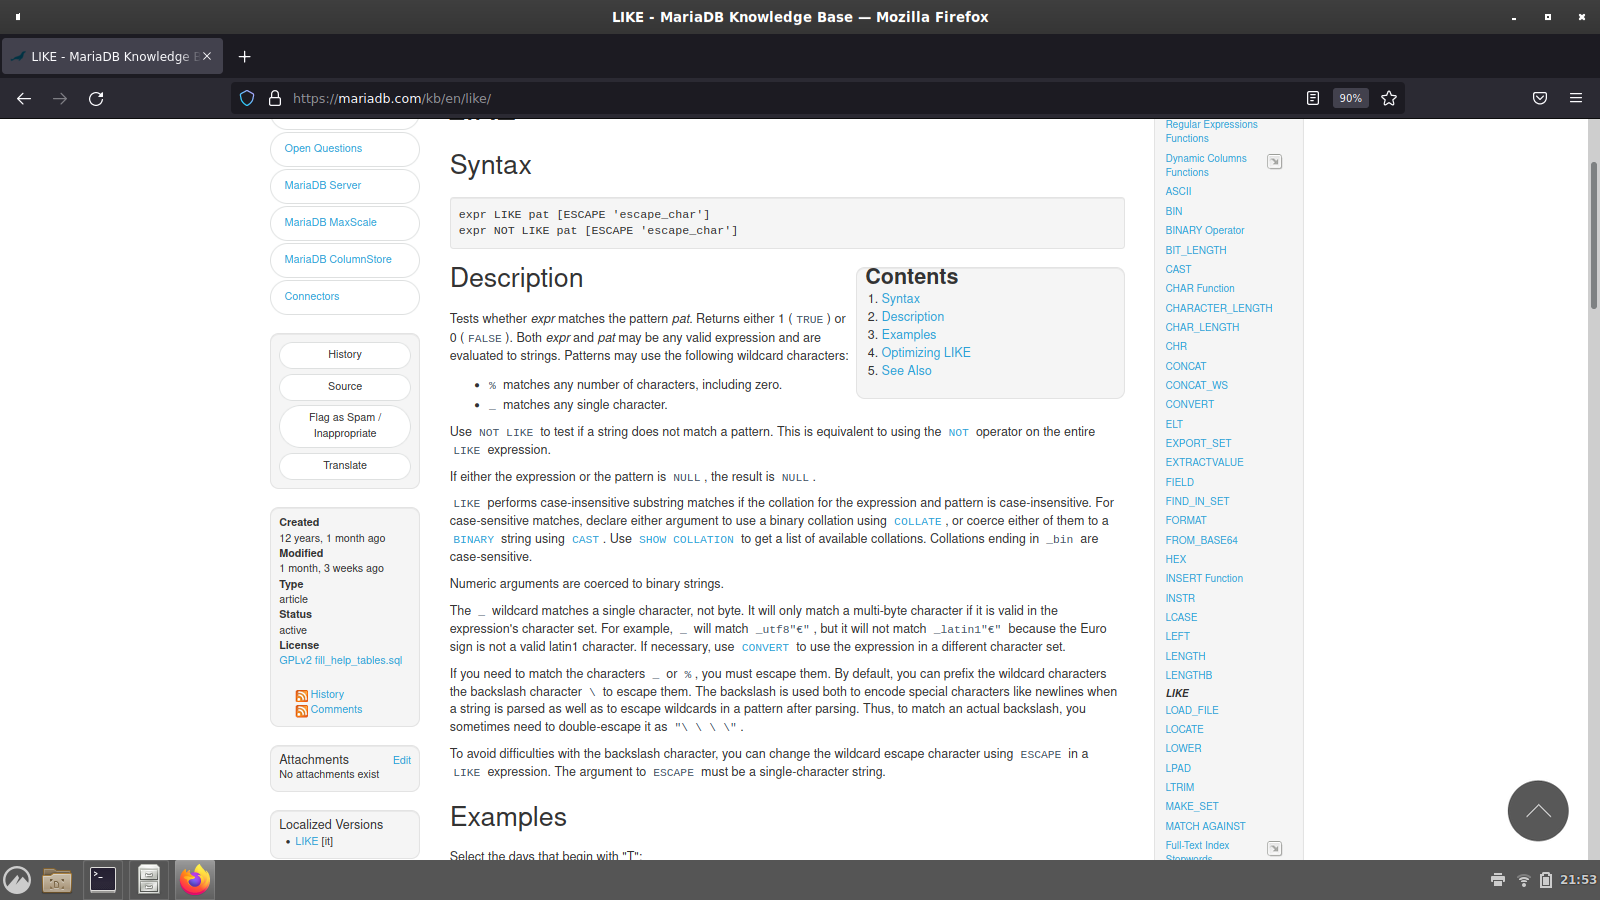 LIKE - MariaDB Knowledge Base — Mozilla Firefox
LIKE - MariaDB Knowledge B
https://mariadb.com/kb/en/like/
90%
Open Questions
MariaDB Server
MariaDB MaxScale
MariaDB ColumnStore
Connectors
History
Source
Flag as Spam /
Inappropriate
Translate
Created
12 years, 1 month ago
Modified
1 month, 3 weeks ago
Type
article
Status
active
License
GPLv2 fill_help_tables.sql
History
Comments
Attachments Edit
No attachments exist
Localized Versions
• LIKE [it]
Syntax
expr LIKE pat [ESCAPE 'escape_char']
expr NOT LIKE pat [ESCAPE 'escape_char']
Description
Tests whether expr matches the pattern pat. Returns either 1 ( TRUE ) or
0 ( FALSE ). Both expr and pat may be any valid expression and are
evaluated to strings. Patterns may use the following wildcard characters:
• % matches any number of characters, including zero.
• _ matches any single character.
Contents
1. Syntax
2. Description
3. Examples
4. Optimizing LIKE
5. See Also
Use NOT LIKE to test if a string does not match a pattern. This is equivalent to using the NOT operator on the entire
LIKE expression.
If either the expression or the pattern is NULL , the result is NULL .
LIKE performs case-insensitive substring matches if the collation for the expression and pattern is case-insensitive. For
case-sensitive matches, declare either argument to use a binary collation using COLLATE , or coerce either of them to a
BINARY string using CAST . Use SHOW COLLATION to get a list of available collations. Collations ending in _bin are
case-sensitive.
Numeric arguments are coerced to binary strings.
The _ wildcard matches a single character, not byte. It will only match a multi-byte character if it is valid in the
expression's character set. For example, _ will match _utf8"€" , but it will not match _latin1"€" because the Euro
sign is not a valid latin1 character. If necessary, use CONVERT to use the expression in a different character set.
If you need to match the characters _ or % , you must escape them. By default, you can prefix the wildcard characters
the backslash character \ to escape them. The backslash is used both to encode special characters like newlines when
a string is parsed as well as to escape wildcards in a pattern after parsing. Thus, to match an actual backslash, you
sometimes need to double-escape it as "\ \ \ \" .
To avoid difficulties with the backslash character, you can change the wildcard escape character using ESCAPE in a
LIKE expression. The argument to ESCAPE must be a single-character string.
Examples
Select the days that begin with "T":
Regular Expressions
Functions
Dynamic Columns
Functions
ASCII
BIN
BINARY Operator
BIT_LENGTH
CAST
CHAR Function
CHARACTER_LENGTH
CHAR_LENGTH
CHR
CONCAT
CONCAT_WS
CONVERT
ELT
EXPORT_SET
EXTRACTVALUE
FIELD
FIND_IN_SET
FORMAT
FROM_BASE64
HEX
INSERT Function
INSTR
LCASE
LEFT
LENGTH
LENGTHB
LIKE
LOAD_FILE
LOCATE
LOWER
LPAD
LTRIM
MAKE_SET
MATCH AGAINST
Full-Text Index
Stopwords
21:53